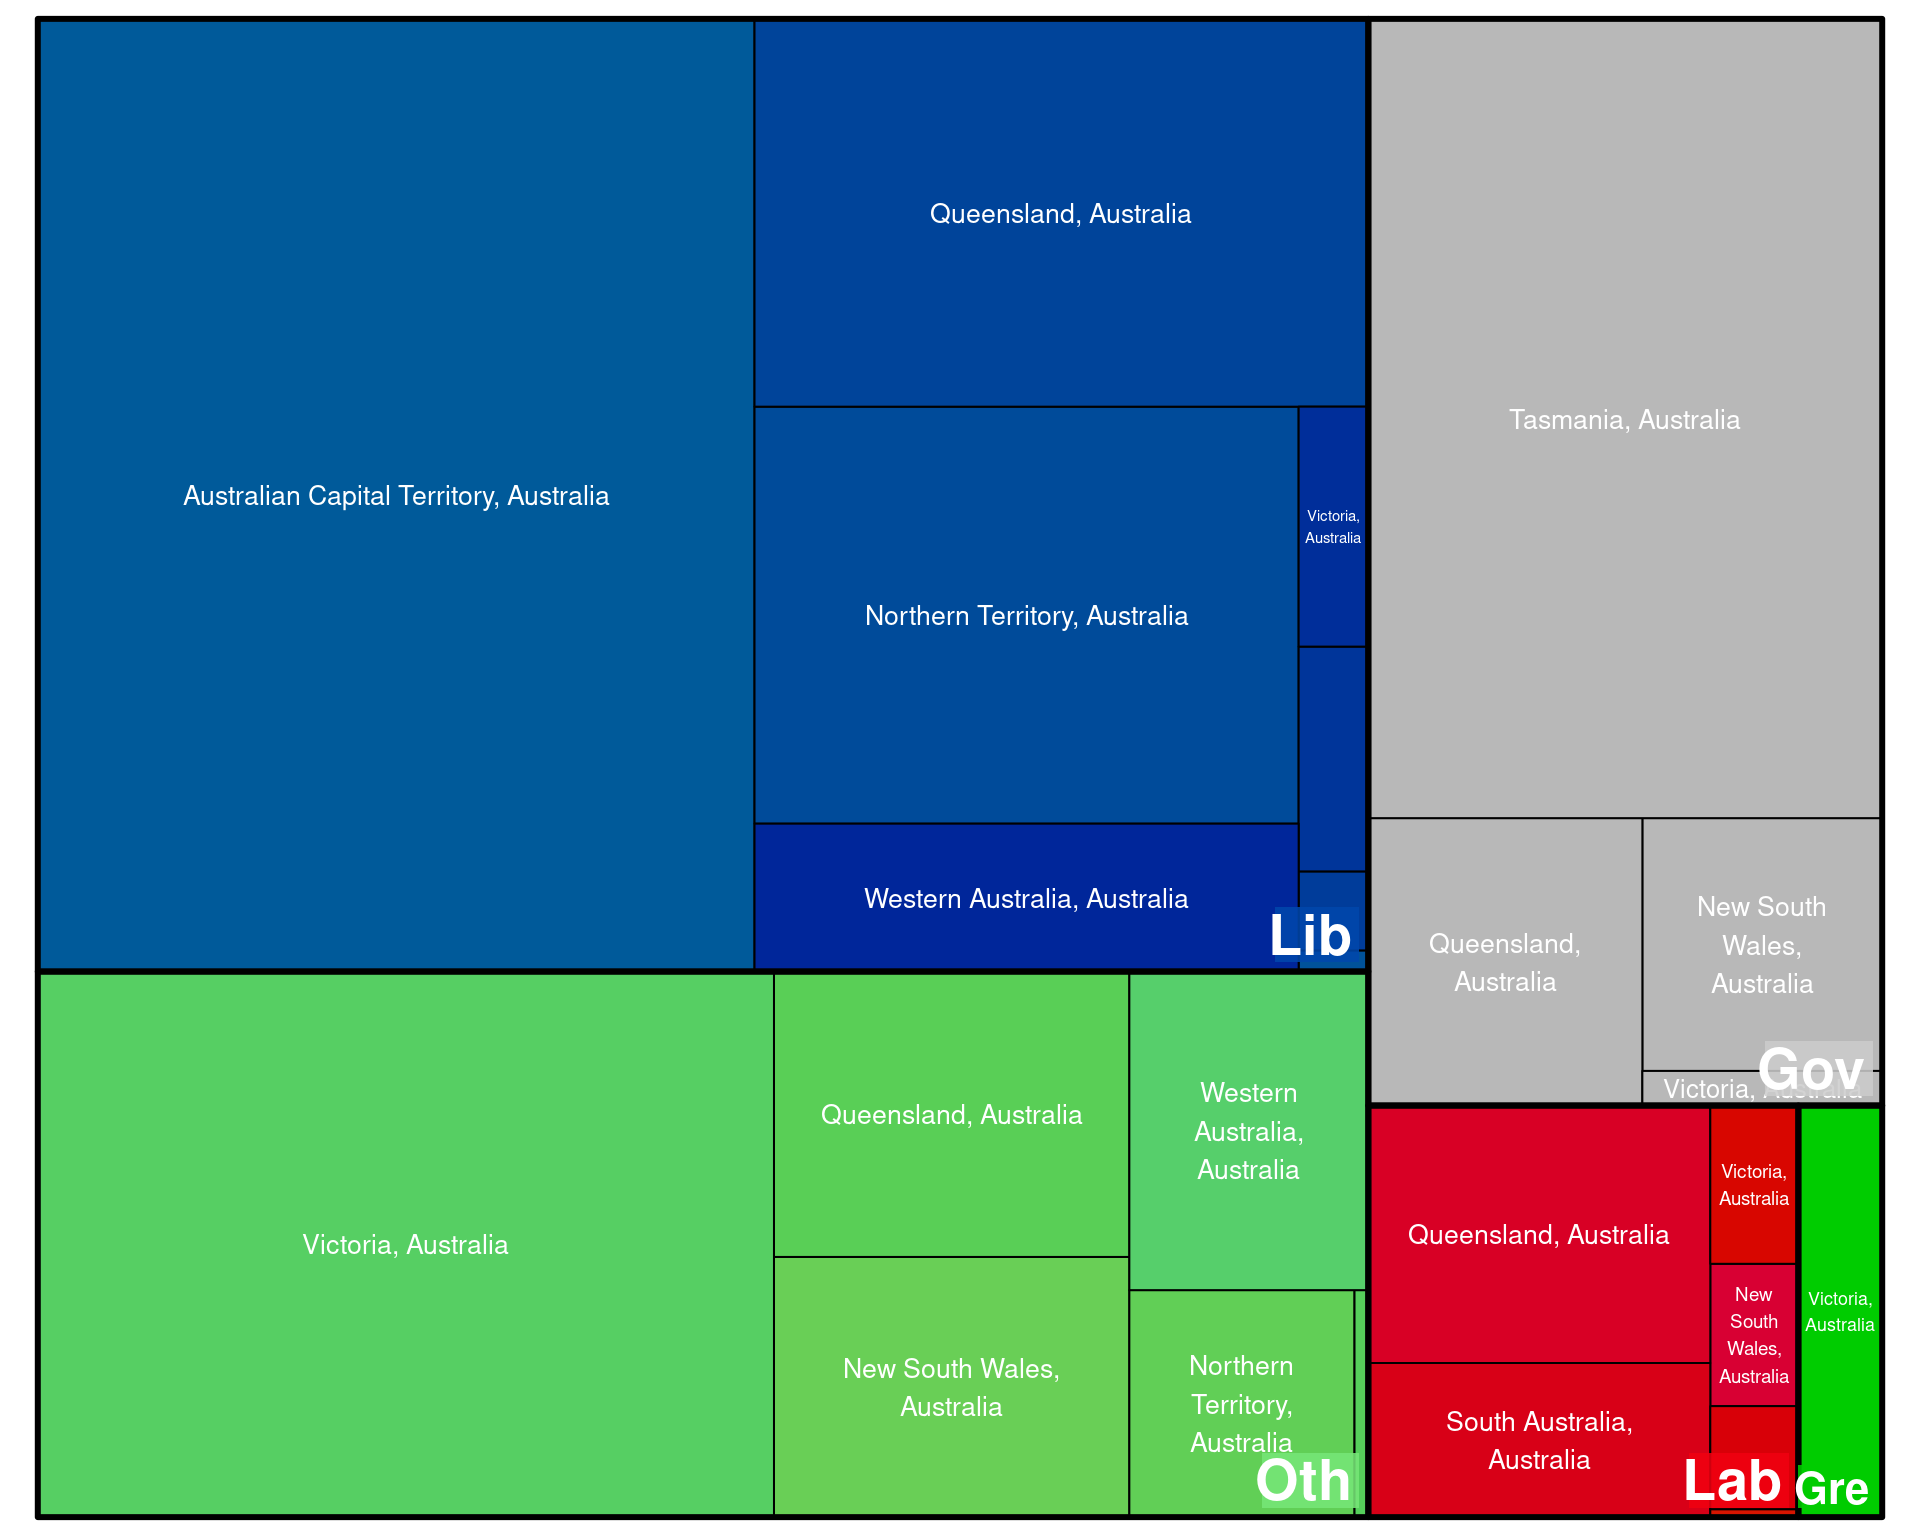 Australian Capital Territory, Australia
Queensland, Australia
Northern Territory, Australia
Victoria,
Australia
Western Australia, Australia
Lib
Tasmania, Australia
Queensland,
Australia
New South
Wales,
Australia
Victoria, Australia
Gov
Victoria, Australia
Queensland, Australia
New South Wales,
Australia
Western
Australia,
Australia
Northern
Territory,
Australia
Oth
Queensland, Australia
South Australia,
Australia
Victoria,
Australia
New
South
Wales,
Australia
Lab
Victoria,
Australia
Gre